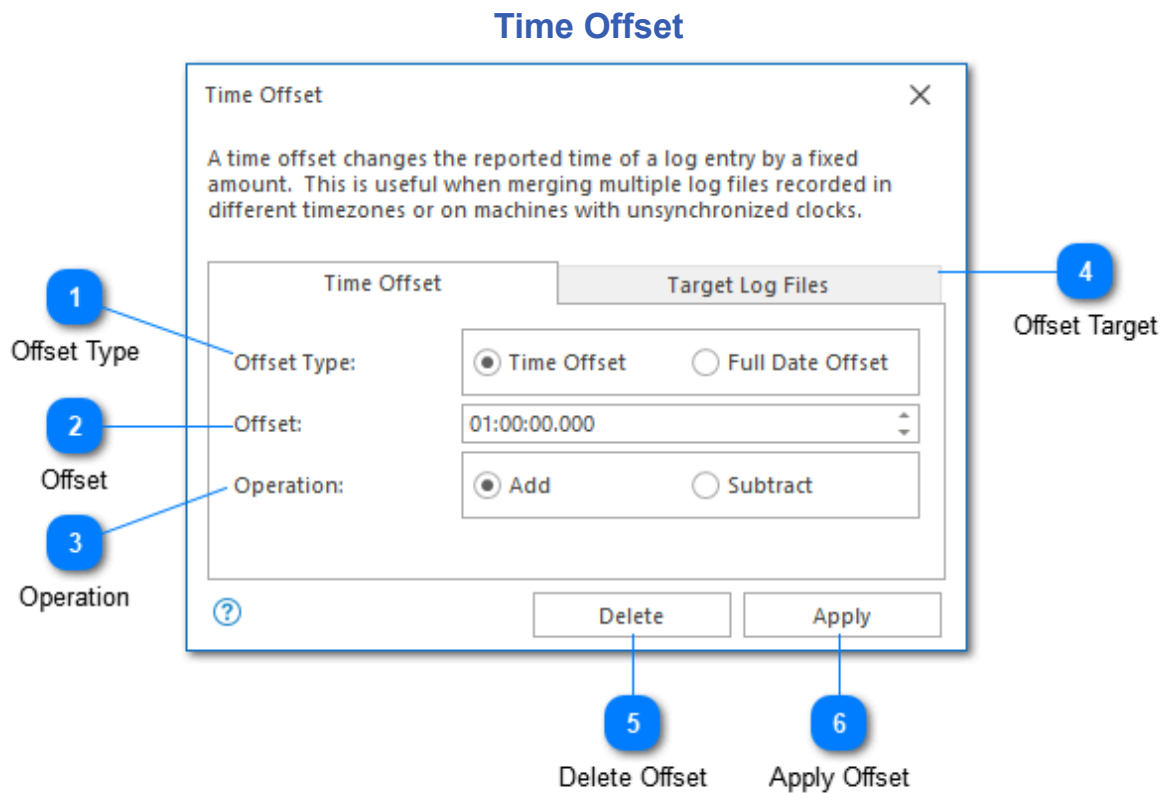 Time Offset
Time Offset
A time offset changes the reported time of a log entry by a fixed
amount.  This is useful when merging multiple log files recorded in
different timezones or on machines with unsynchronized clocks.
Time Offset
Target Log Files
4
Offset Target
1
Offset Type
Offset Type:
Time Offset
Full Date Offset
2
Offset
Offset:
01:00:00.000
3
Operation
Operation:
Add
Subtract
?
Delete
Apply
5
Delete Offset
6
Apply Offset